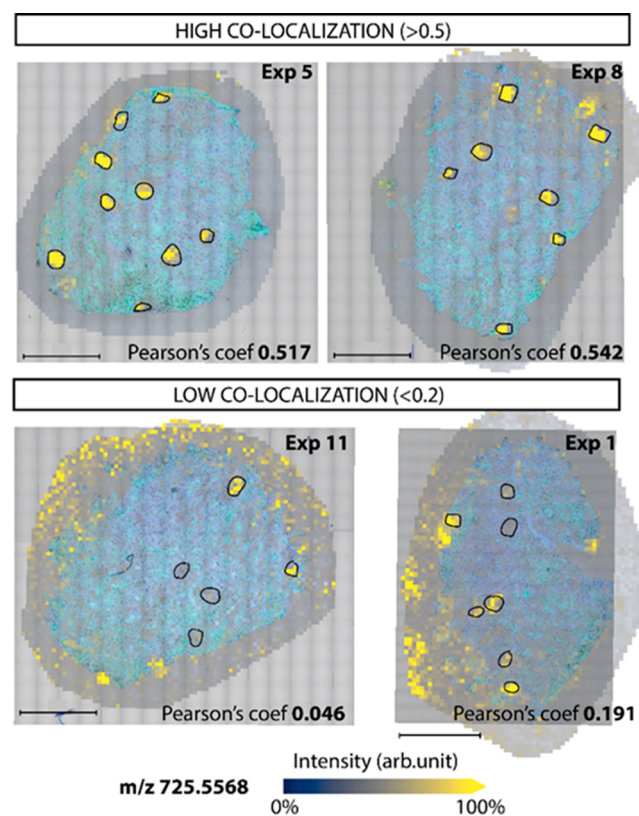 HIGH CO-LOCALIZATION (>0.5)
Exp 5
Exp 8
Pearson's coef 0.517
Pearson's coef 0.542
LOW CO-LOCALIZATION (<0.2)
Exp 11
Exp 1
Pearson's coef 0.046
Pearson's coef 0.191
Intensity (arb.unit)
m/z 725.5568
0%
100%